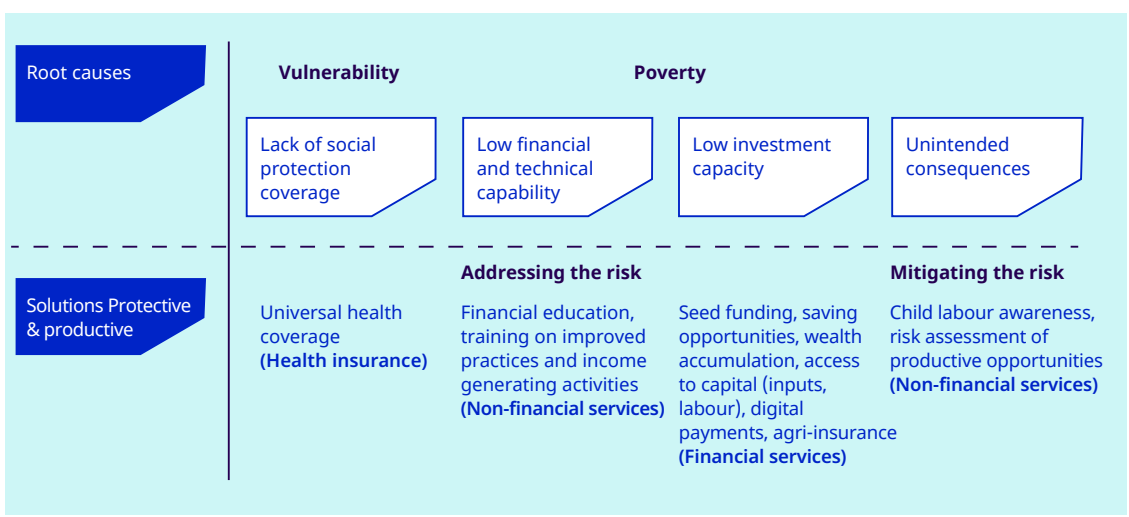 Root causes
Vulnerability
Poverty
Lack of social
protection
coverage
Low financial
and technical
capability
Low investment
capacity
Unintended
consequences
Solutions Protective
& productive
Universal health
coverage
(Health insurance)
Addressing the risk
Financial education,
training on improved
practices and income
generating activities
(Non-financial services)
Seed funding, saving
opportunities, wealth
accumulation, access
to capital (inputs,
labour), digital
payments, agri-insurance
(Financial services)
Mitigating the risk
Child labour awareness,
risk assessment of
productive opportunities
(Non-financial services)